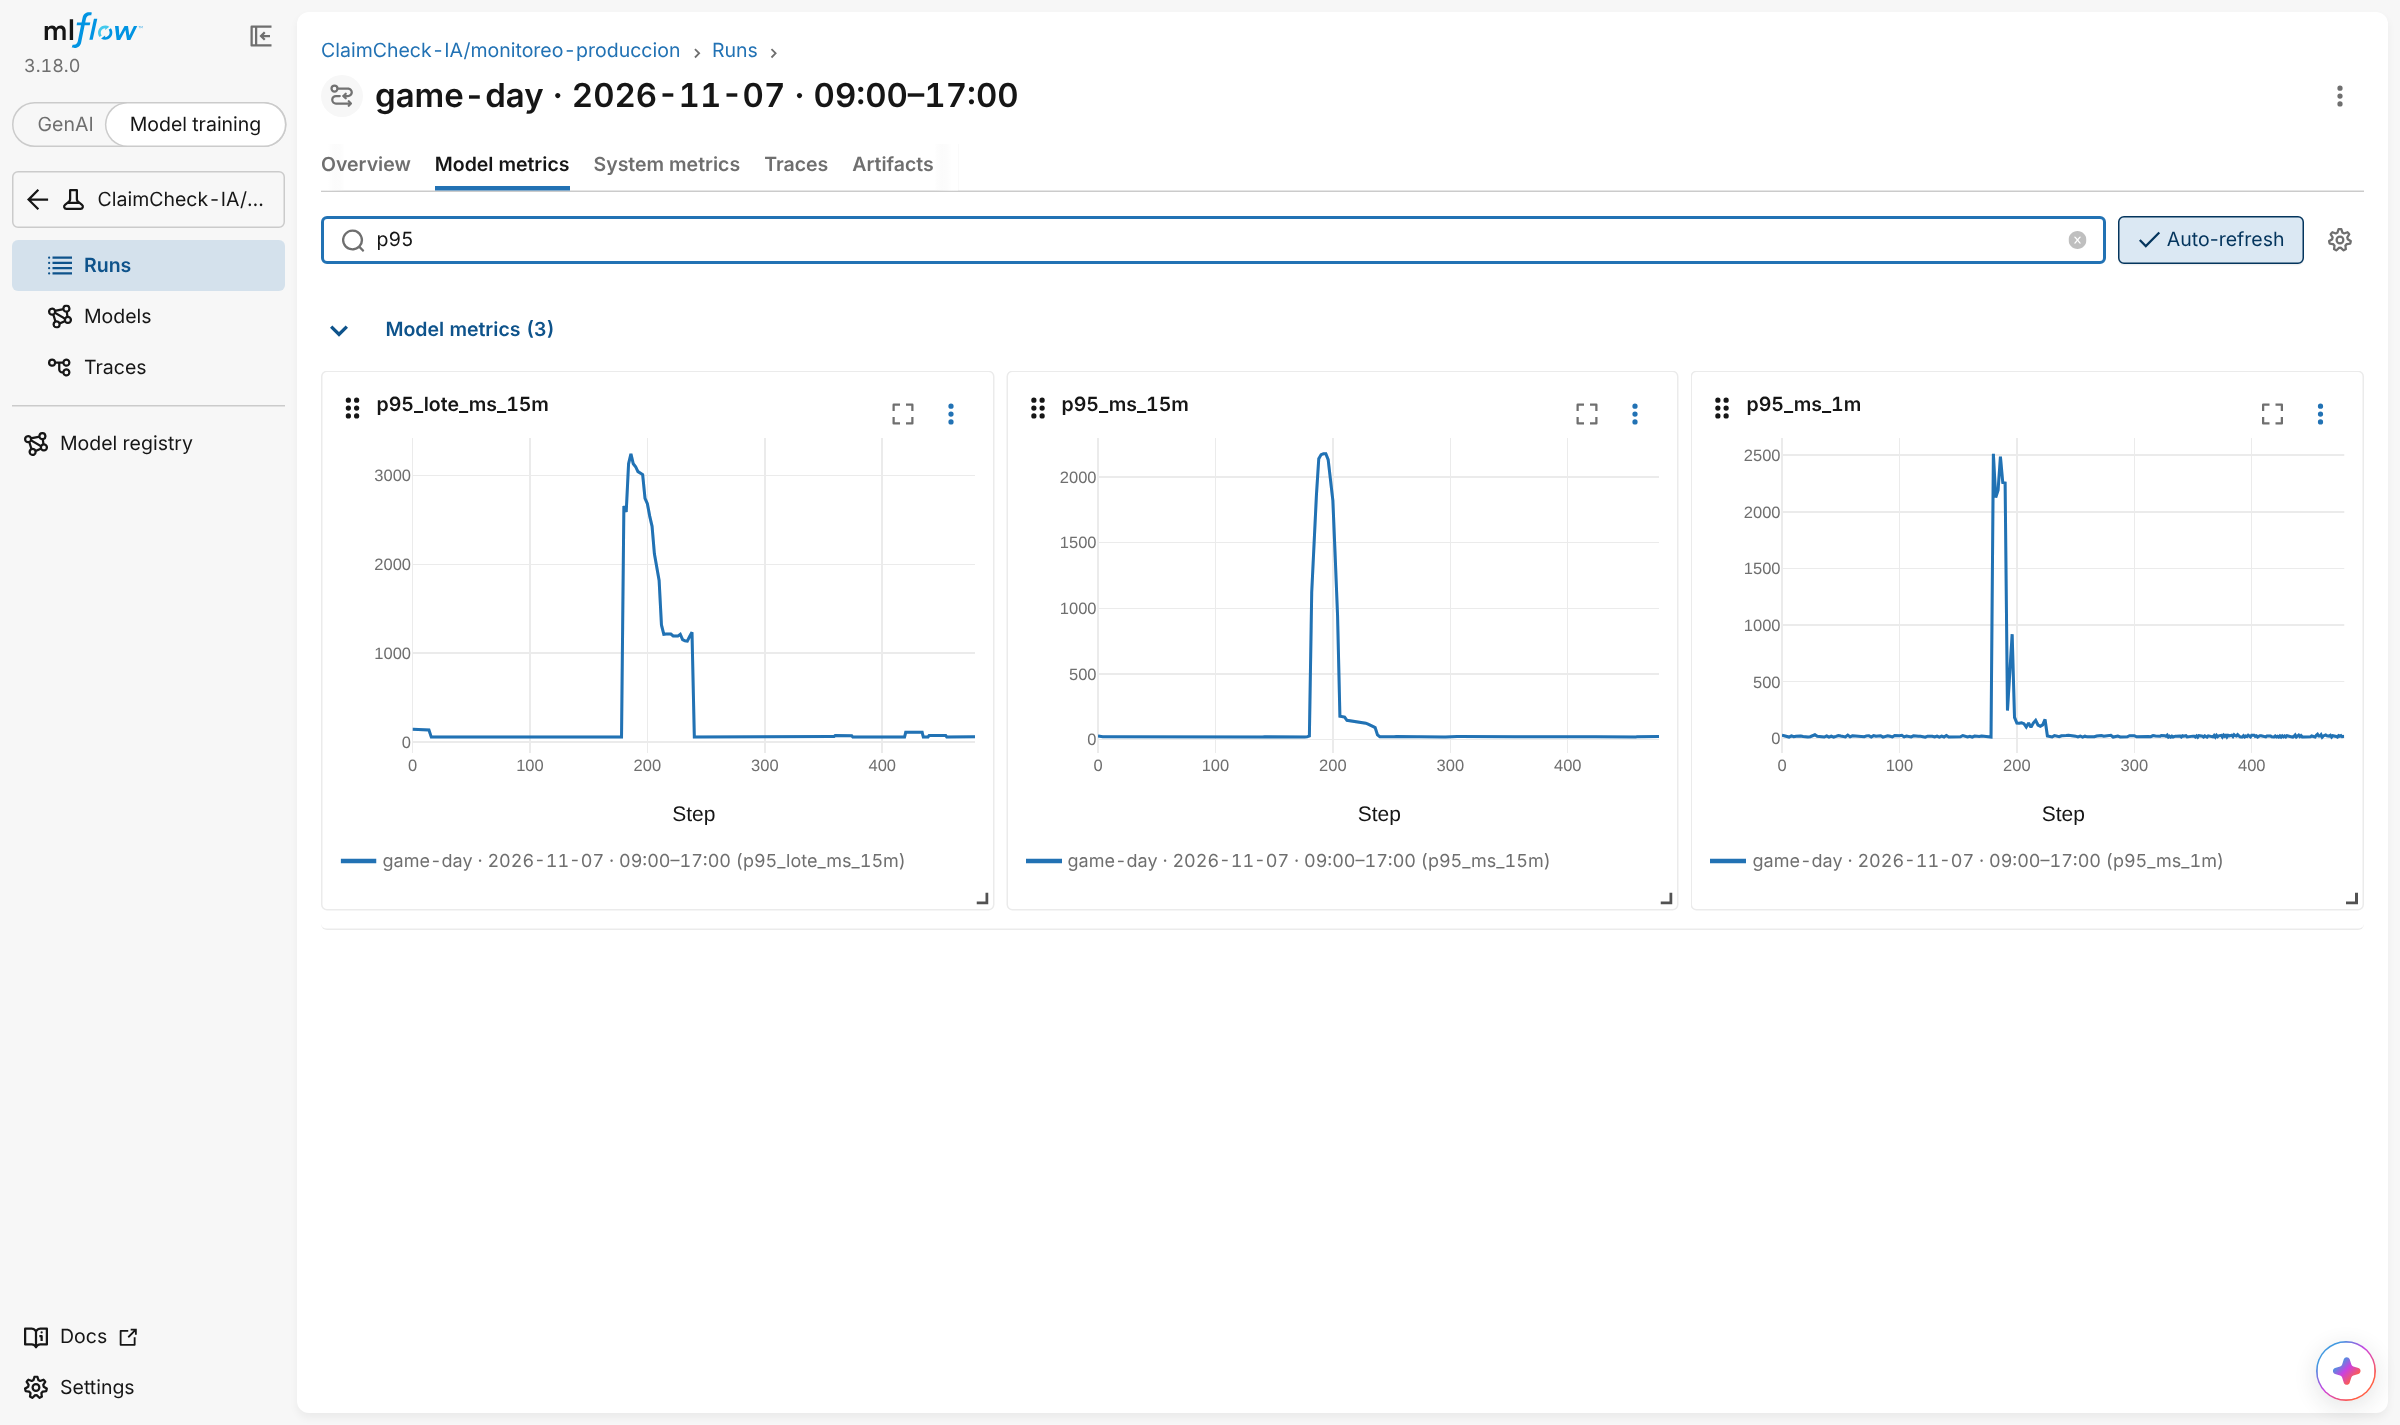 mlflow
3.18.0
GenAI
Model training
ClaimCheck-IA/...
Runs
Models
Traces
Model registry
Docs
Settings
ClaimCheck-IA/monitoreo-produccion › Runs ›
game-day · 2026-11-07 · 09:00–17:00
Overview Model metrics System metrics Traces Artifacts
p95
Auto-refresh
Model metrics (3)
p95_lote_ms_15m
3000
2000
1000
0
0 100 200 300 400
Step
game-day · 2026-11-07 · 09:00–17:00 (p95_lote_ms_15m)
p95_ms_15m
2000
1500
1000
500
0
0 100 200 300 400
Step
game-day · 2026-11-07 · 09:00–17:00 (p95_ms_15m)
p95_ms_1m
2500
2000
1500
1000
500
0
0 100 200 300 400
Step
game-day · 2026-11-07 · 09:00–17:00 (p95_ms_1m)